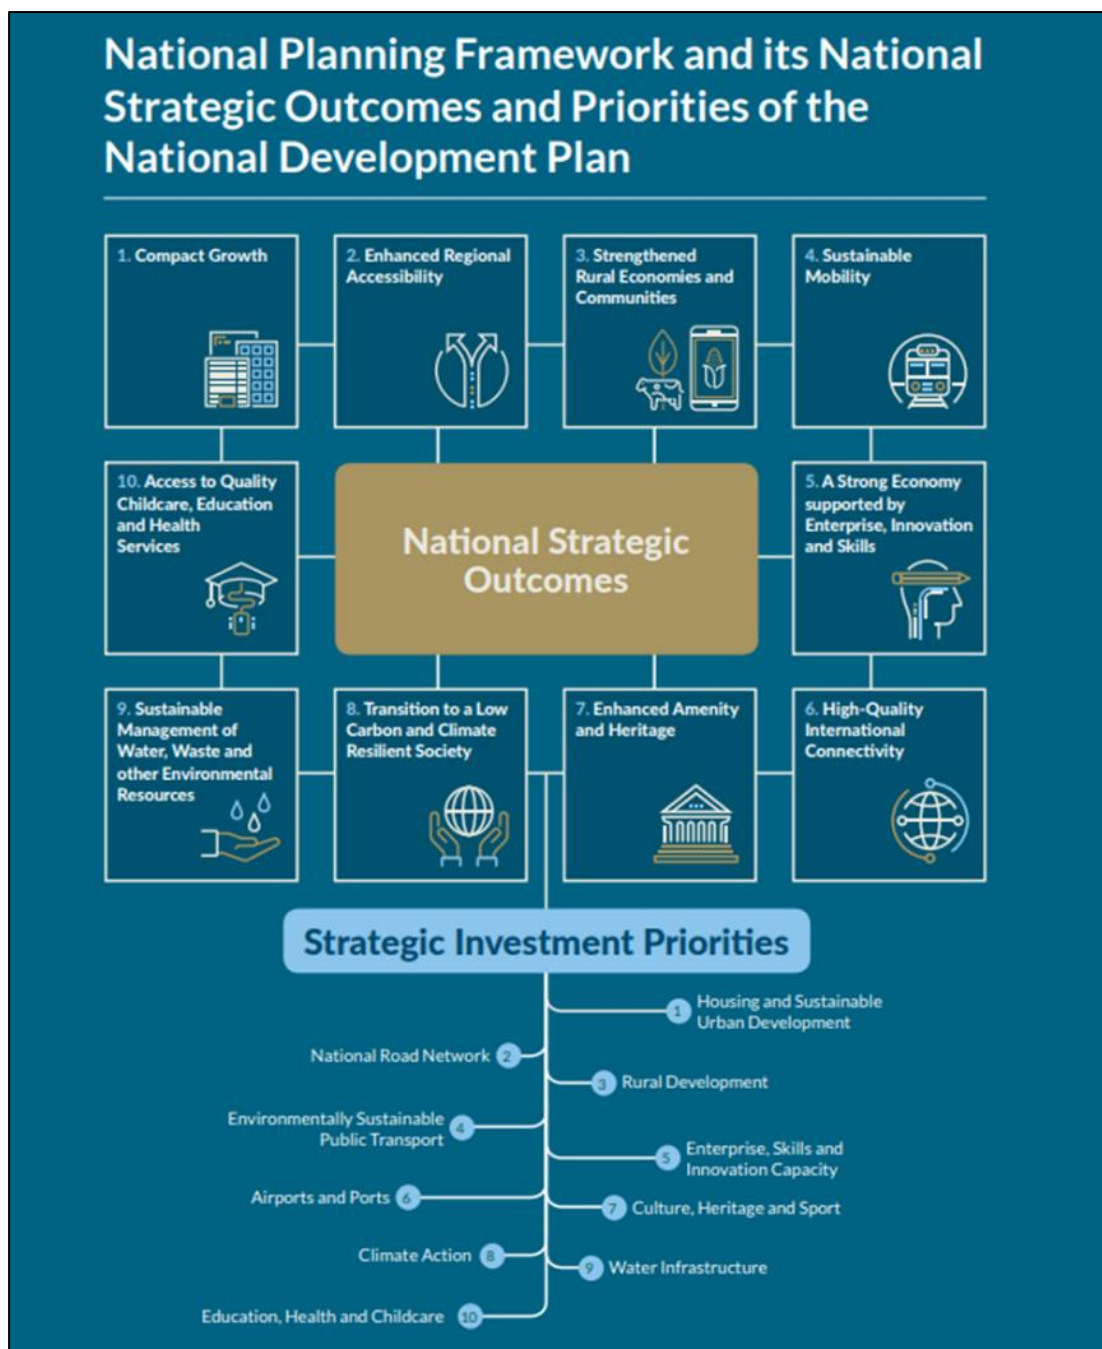 National Planning Framework and its National
Strategic Outcomes and Priorities of the
National Development Plan
1. Compact Growth
2. Enhanced Regional
Accessibility
3. Strengthened
Rural Economies and
Communities
4. Sustainable
Mobility
10. Access to Quality
Childcare, Education
and Health
Services
National Strategic
Outcomes
5. A Strong Economy
supported by
Enterprise, Innovation
and Skills
9. Sustainable
Management of
Water, Waste and
other Environmental
Resources
8. Transition to a Low
Carbon and Climate
Resilient Society
7. Enhanced Amenity
and Heritage
6. High-Quality
International
Connectivity
Strategic Investment Priorities
1 Housing and Sustainable
Urban Development
National Road Network 2
3 Rural Development
Environmentally Sustainable
Public Transport 4
5 Enterprise, Skills and
Innovation Capacity
Airports and Ports 6
7 Culture, Heritage and Sport
Climate Action 8
9 Water Infrastructure
Education, Health and Childcare 10